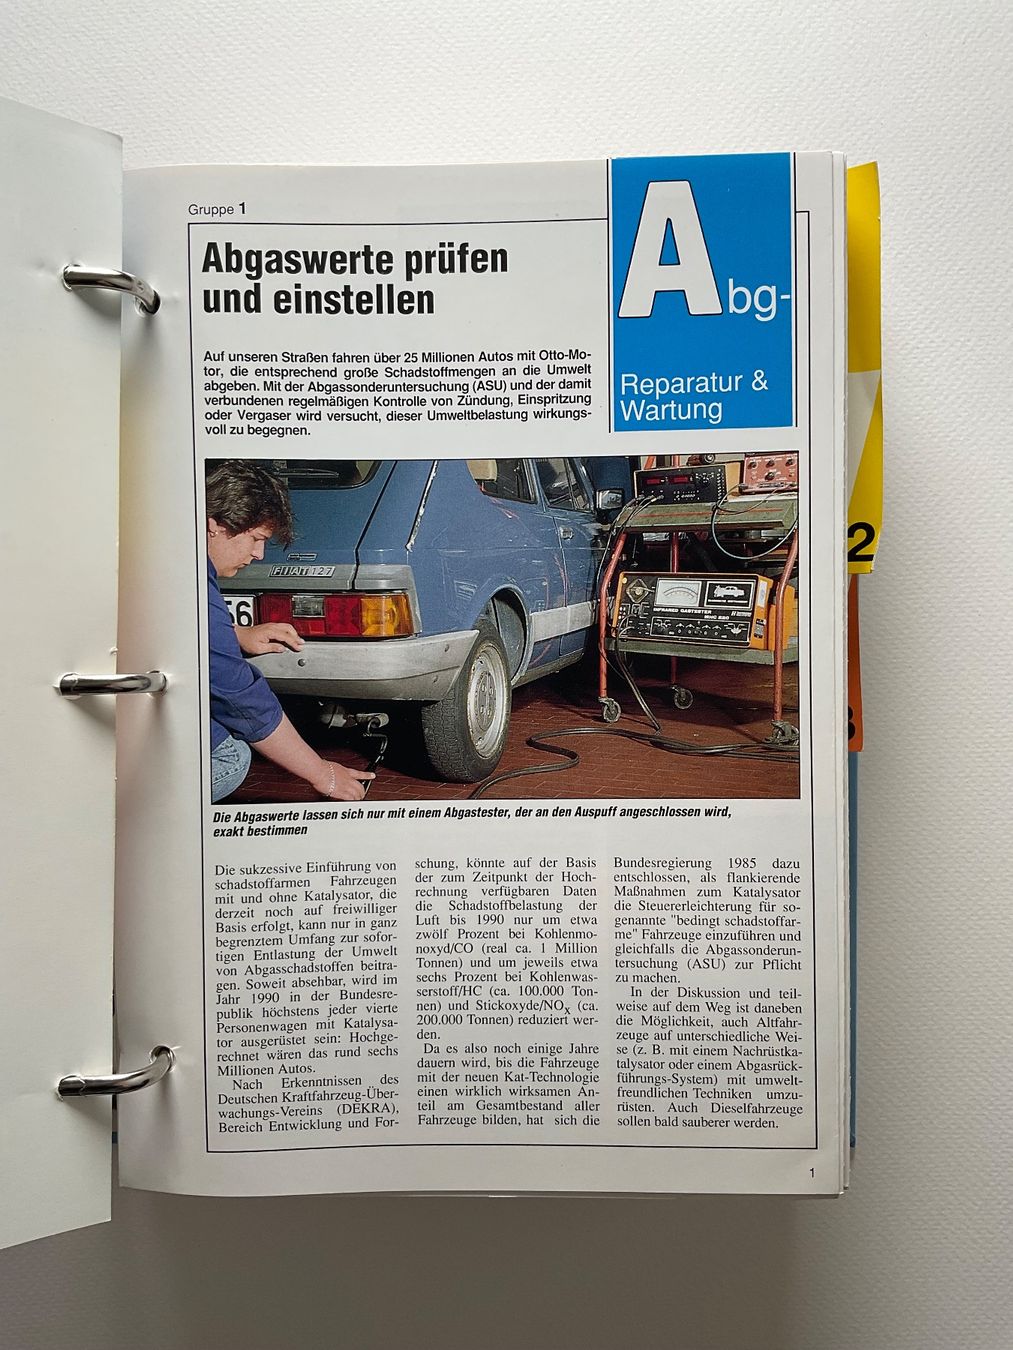 Gruppe 1
Abgaswerte prüfen
und einstellen
Abg-
Reparatur &
Wartung
Auf unseren Straßen fahren über 25 Millionen Autos mit Otto-Mo-
tor, die entsprechend große Schadstoffmengen an die Umwelt
abgeben. Mit der Abgassonderuntersuchung (ASU) und der damit
verbundenen regelmäßigen Kontrolle von Zündung, Einspritzung
oder Vergaser wird versucht, dieser Umweltbelastung wirkungs-
voll zu begegnen.
FIAT 127
56
INFRARED GASTESTER
2
3
Die Abgaswerte lassen sich nur mit einem Abgastester, der an den Auspuff angeschlossen wird,
exakt bestimmen
Die sukzessive Einführung von
schadstoffarmen Fahrzeugen
mit und ohne Katalysator, die
derzeit noch auf freiwilliger
Basis erfolgt, kann nur in ganz
begrenztem Umfang zur sofor-
tigen Entlastung der Umwelt
von Abgasschadstoffen beitra-
gen. Soweit absehbar, wird im
Jahr 1990 in der Bundesre-
publik höchstens jeder vierte
Personenwagen mit Katalysa-
tor ausgerüstet sein: Hochge-
rechnet wären das rund sechs
Millionen Autos.
Nach Erkenntnissen des
Deutschen Kraftfahrzeug-Über-
wachungs-Vereins (DEKRA),
Bereich Entwicklung und For-
schung, könnte auf der Basis
der zum Zeitpunkt der Hoch-
rechnung verfügbaren Daten
die Schadstoffbelastung der
Luft bis 1990 nur um etwa
zwölf Prozent bei Kohlenmo-
noxyd/CO (real ca. 1 Million
Tonnen) und um jeweils etwa
sechs Prozent bei Kohlenwas-
serstoff/HC (ca. 100.000 Ton-
nen) und Stickoxyde/NOx (ca.
200.000 Tonnen) reduziert wer-
den.
Da es also noch einige Jahre
dauern wird, bis die Fahrzeuge
mit der neuen Kat-Technologie
einen wirklich wirksamen An-
teil am Gesamtbestand aller
Fahrzeuge bilden, hat sich die
Bundesregierung 1985 dazu
entschlossen, als flankierende
Maßnahmen zum Katalysator
die Steuererleichterung für so-
genannte "bedingt schadstoffar-
me" Fahrzeuge einzuführen und
gleichfalls die Abgassonderun-
tersuchung (ASU) zur Pflicht
zu machen.
In der Diskussion und teil-
weise auf dem Weg ist daneben
die Möglichkeit, auch Altfahr-
zeuge auf unterschiedliche Wei-
se (z. B. mit einem Nachrüstka-
talysator oder einem Abgasrück-
führungs-System) mit umwelt-
freundlichen Techniken umzu-
rüsten. Auch Dieselfahrzeuge
sollen bald sauberer werden.
1